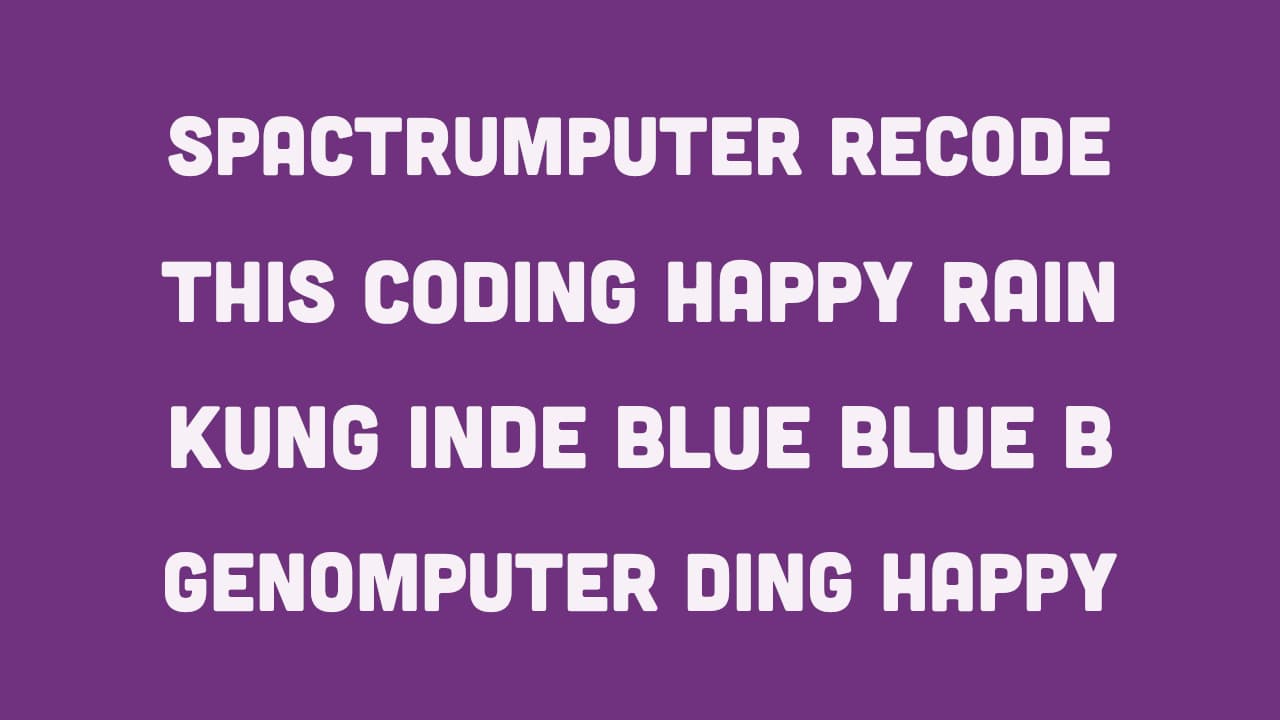 SPACTRUMPUTER RECODE
THIS CODING HAPPY RAIN
KUNG INDE BLUE BLUE B
GENOMPUTER DING HAPPY